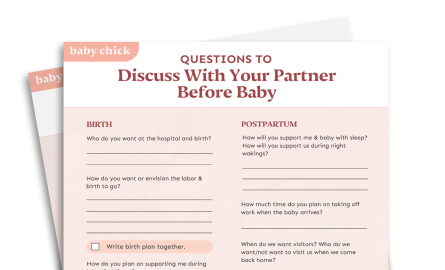 baby chick
baby
QUESTIONS TO
Discuss With Your Partner
Before Baby
BIRTH
Who do you want at the hospital and birth?
How do you want or envision the labor &
birth to go?
Write birth plan together.
How do you plan on supporting me during
POSTPARTUM
How will you support me & baby with sleep?
How will you support us during night
wakings?
How much time do you plan on taking off
work when the baby arrives?
When do we want visitors? Who do we
want/not want to visit us when we come
back home?